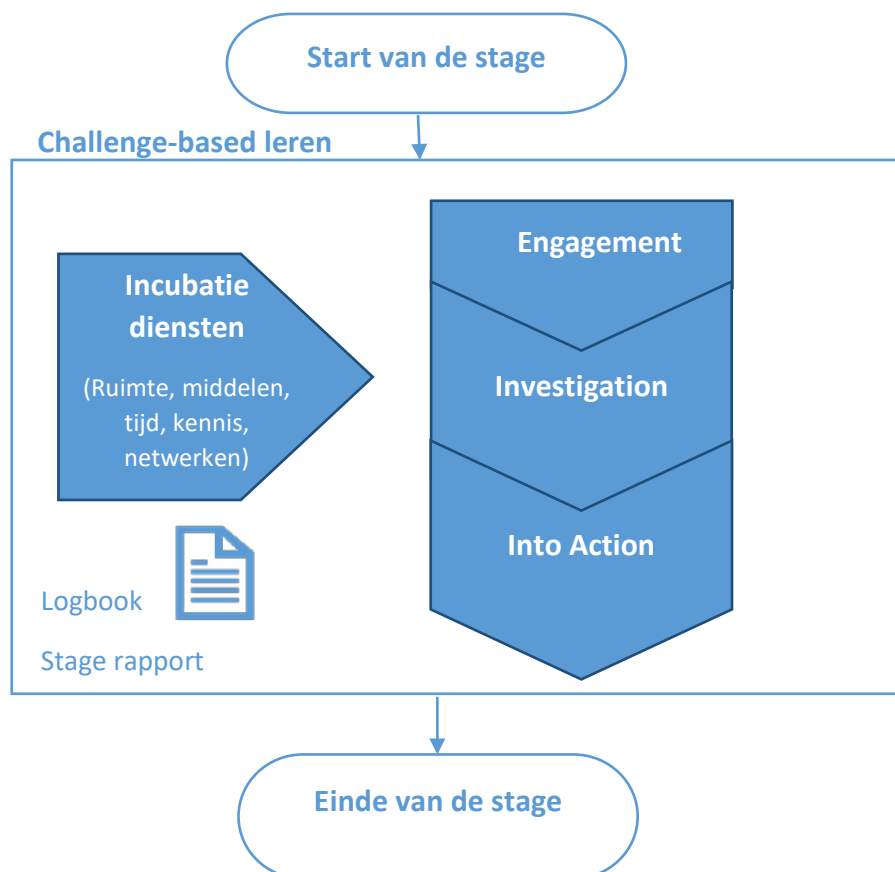 Start van de stage
Challenge-based leren
Incubatie
diensten
(Ruimte, middelen,
tijd, kennis,
netwerken)
Engagement
Investigation
Into Action
Logbook
Stage rapport
Einde van de stage